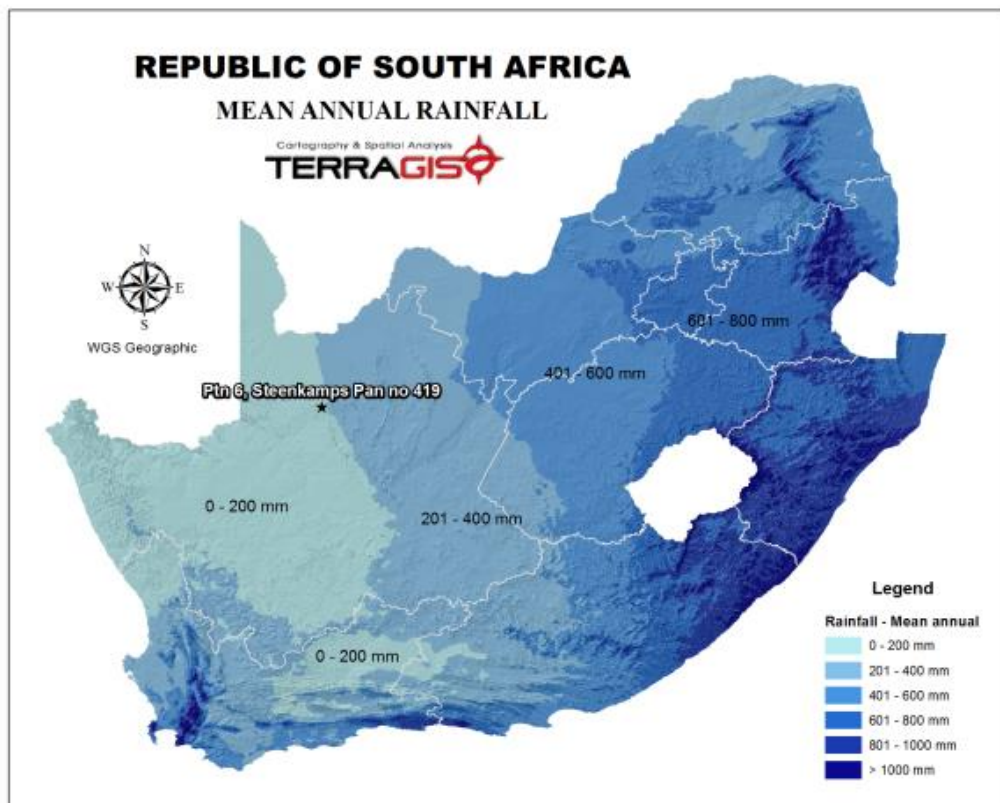 REPUBLIC OF SOUTH AFRICA
MEAN ANNUAL RAINFALL
Cartography & Spatial Analysis
TERRAGIS
N
W E
S
WGS Geographic
601 - 800 mm
401 - 600 mm
Ptn 6, Steenkamps Pan no 419
0 - 200 mm
201 - 400 mm
0 - 200 mm
Legend
Rainfall - Mean annual
0 - 200 mm
201 - 400 mm
401 - 600 mm
601 - 800 mm
801 - 1000 mm
> 1000 mm